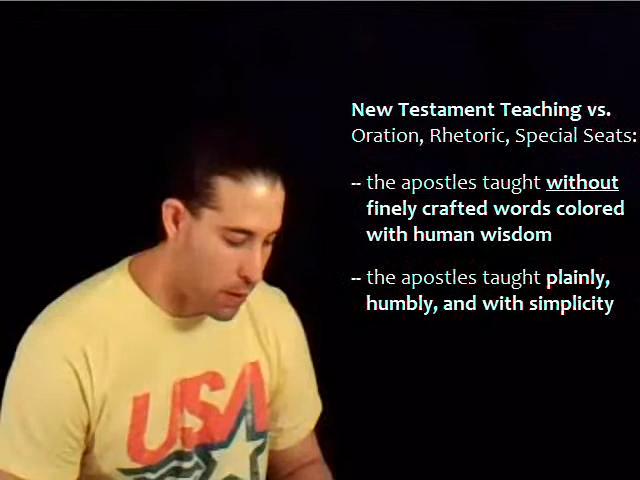 New Testament Teaching vs.
Oration, Rhetoric, Special Seats:
-- the apostles taught without
finely crafted words colored
with human wisdom
-- the apostles taught plainly,
humbly, and with simplicity
USA